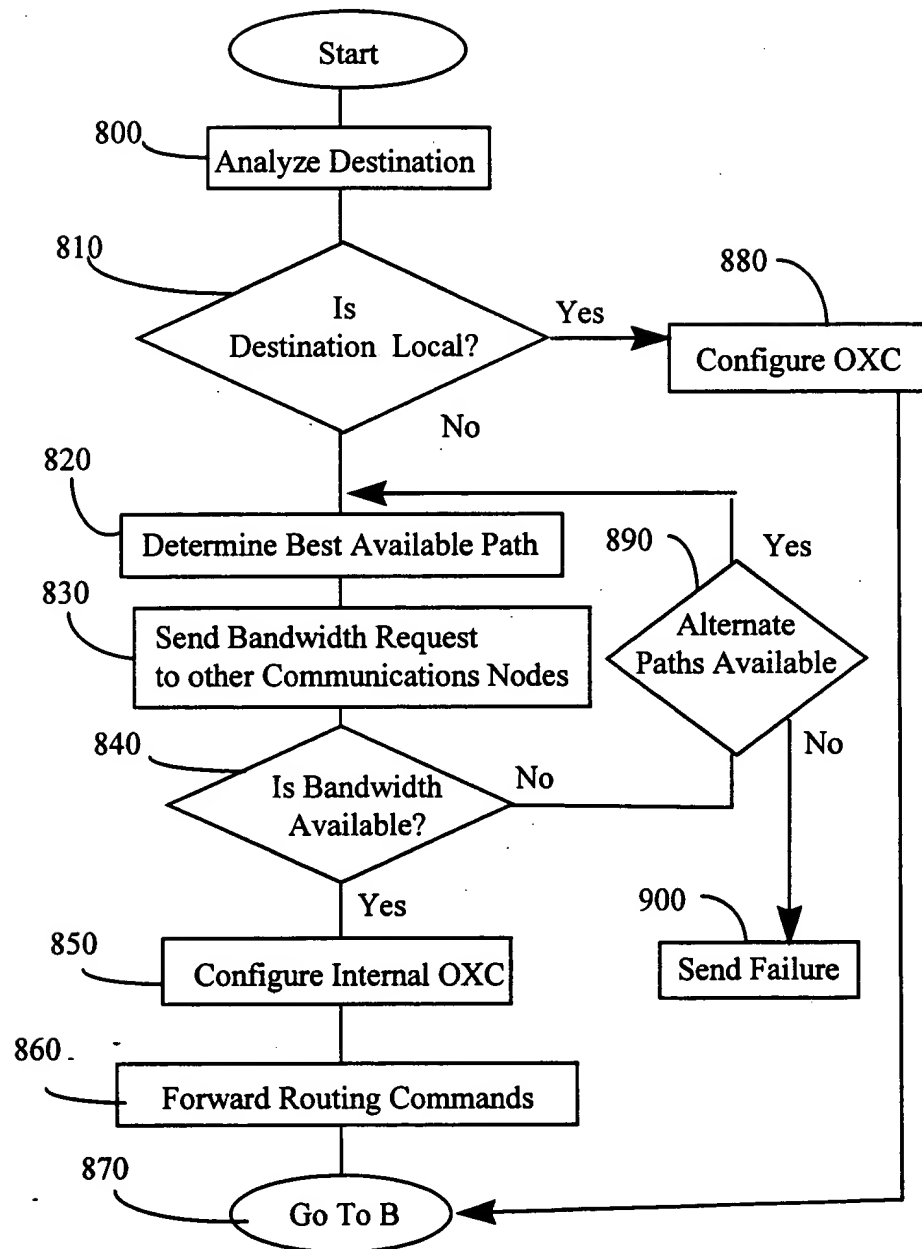 Start
800
Analyze Destination
810
Is
Destination Local?
Yes
880
Configure OXC
No
820
Determine Best Available Path
890
Yes
830
Send Bandwidth Request
to other Communications Nodes
Alternate
Paths Available
840
Is Bandwidth
Available?
No
No
Yes
850
Configure Internal OXC
900
Send Failure
860
Forward Routing Commands
870
Go To B